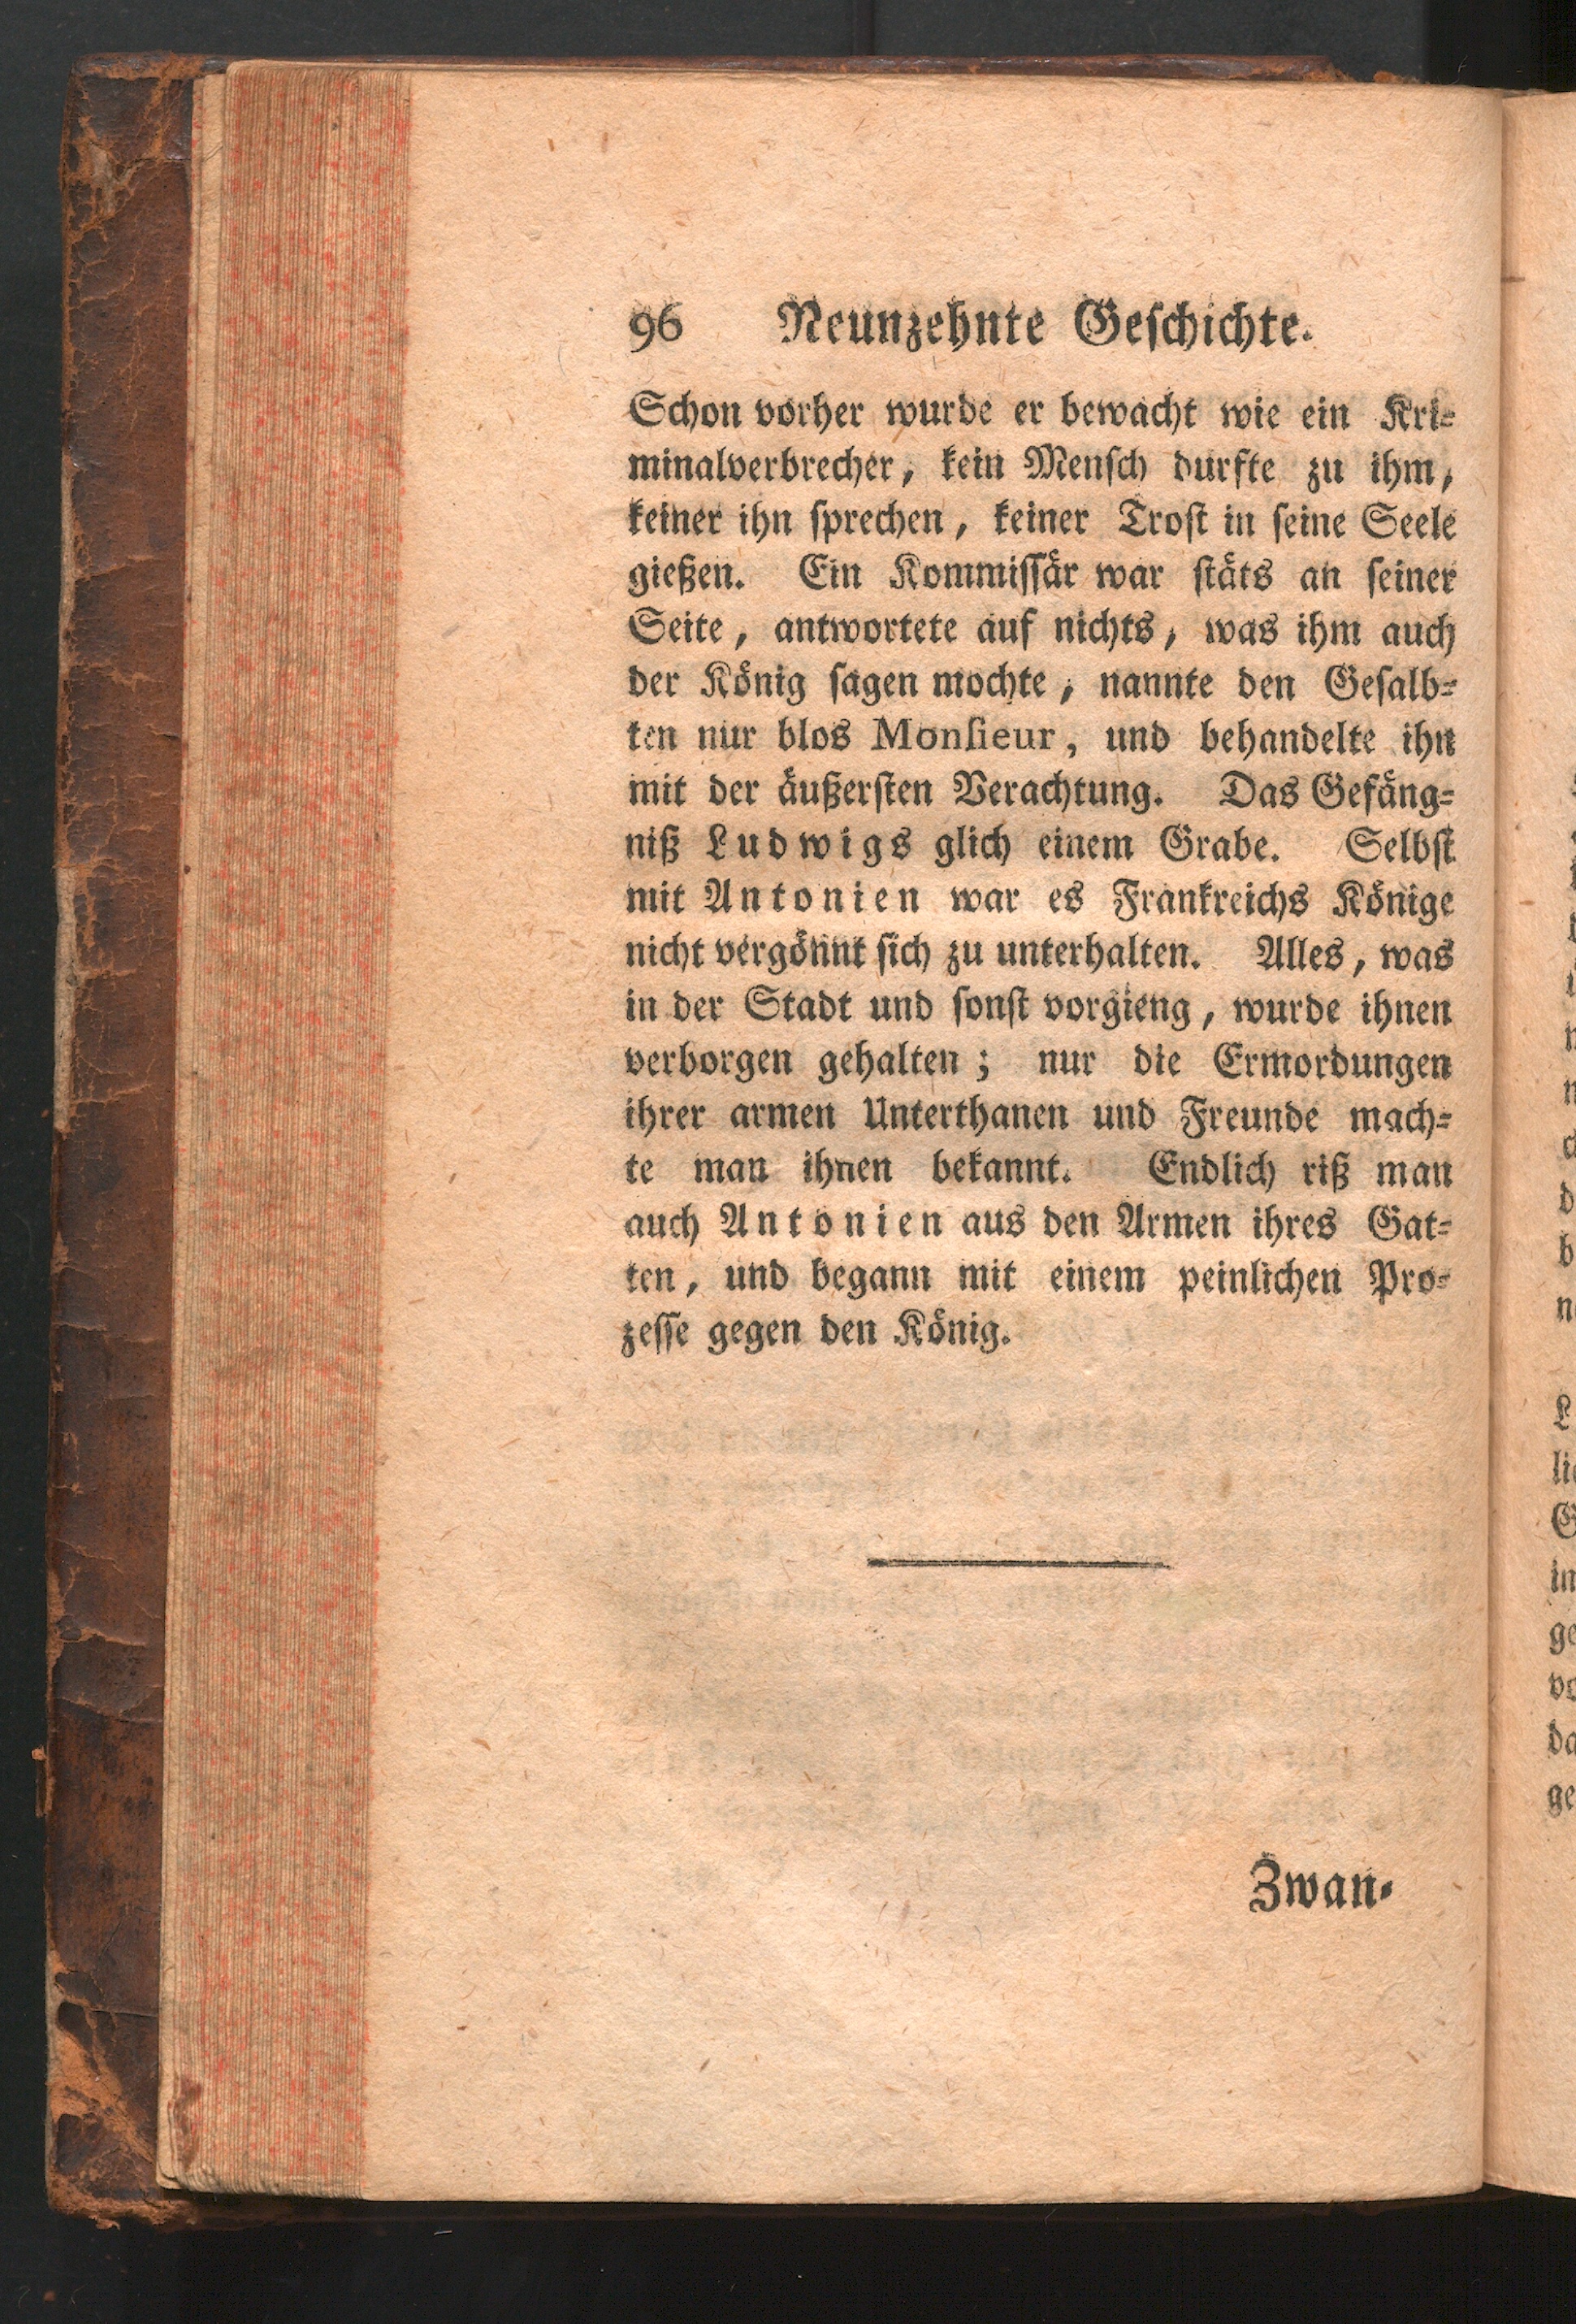 96 Neunzehnte Geschichte.
Schon vorher wurde er bewacht wie ein Kri-
minalverbrecher, kein Mensch durfte zu ihm,
keiner ihn sprechen, keiner Trost in seine Seele
gießen. Ein Kommissär war stäts an seiner
Seite, antwortete auf nichts, was ihm auch
der König sagen mochte, nannte den Gesalb-
ten nur blos Monsieur, und behandelte ihn
mit der äußersten Verachtung. Das Gefäng-
niß Ludwigs glich einem Grabe. Selbst
mit Antonien war es Frankreichs Könige
nicht vergönnt sich zu unterhalten. Alles, was
in der Stadt und sonst vorgieng, wurde ihnen
verborgen gehalten; nur die Ermordungen
ihrer armen Unterthanen und Freunde mach-
te man ihnen bekannt. Endlich riß man
auch Antonien aus den Armen ihres Gat-
ten, und begann mit einem peinlichen Pro-
zesse gegen den König.
Zwan-